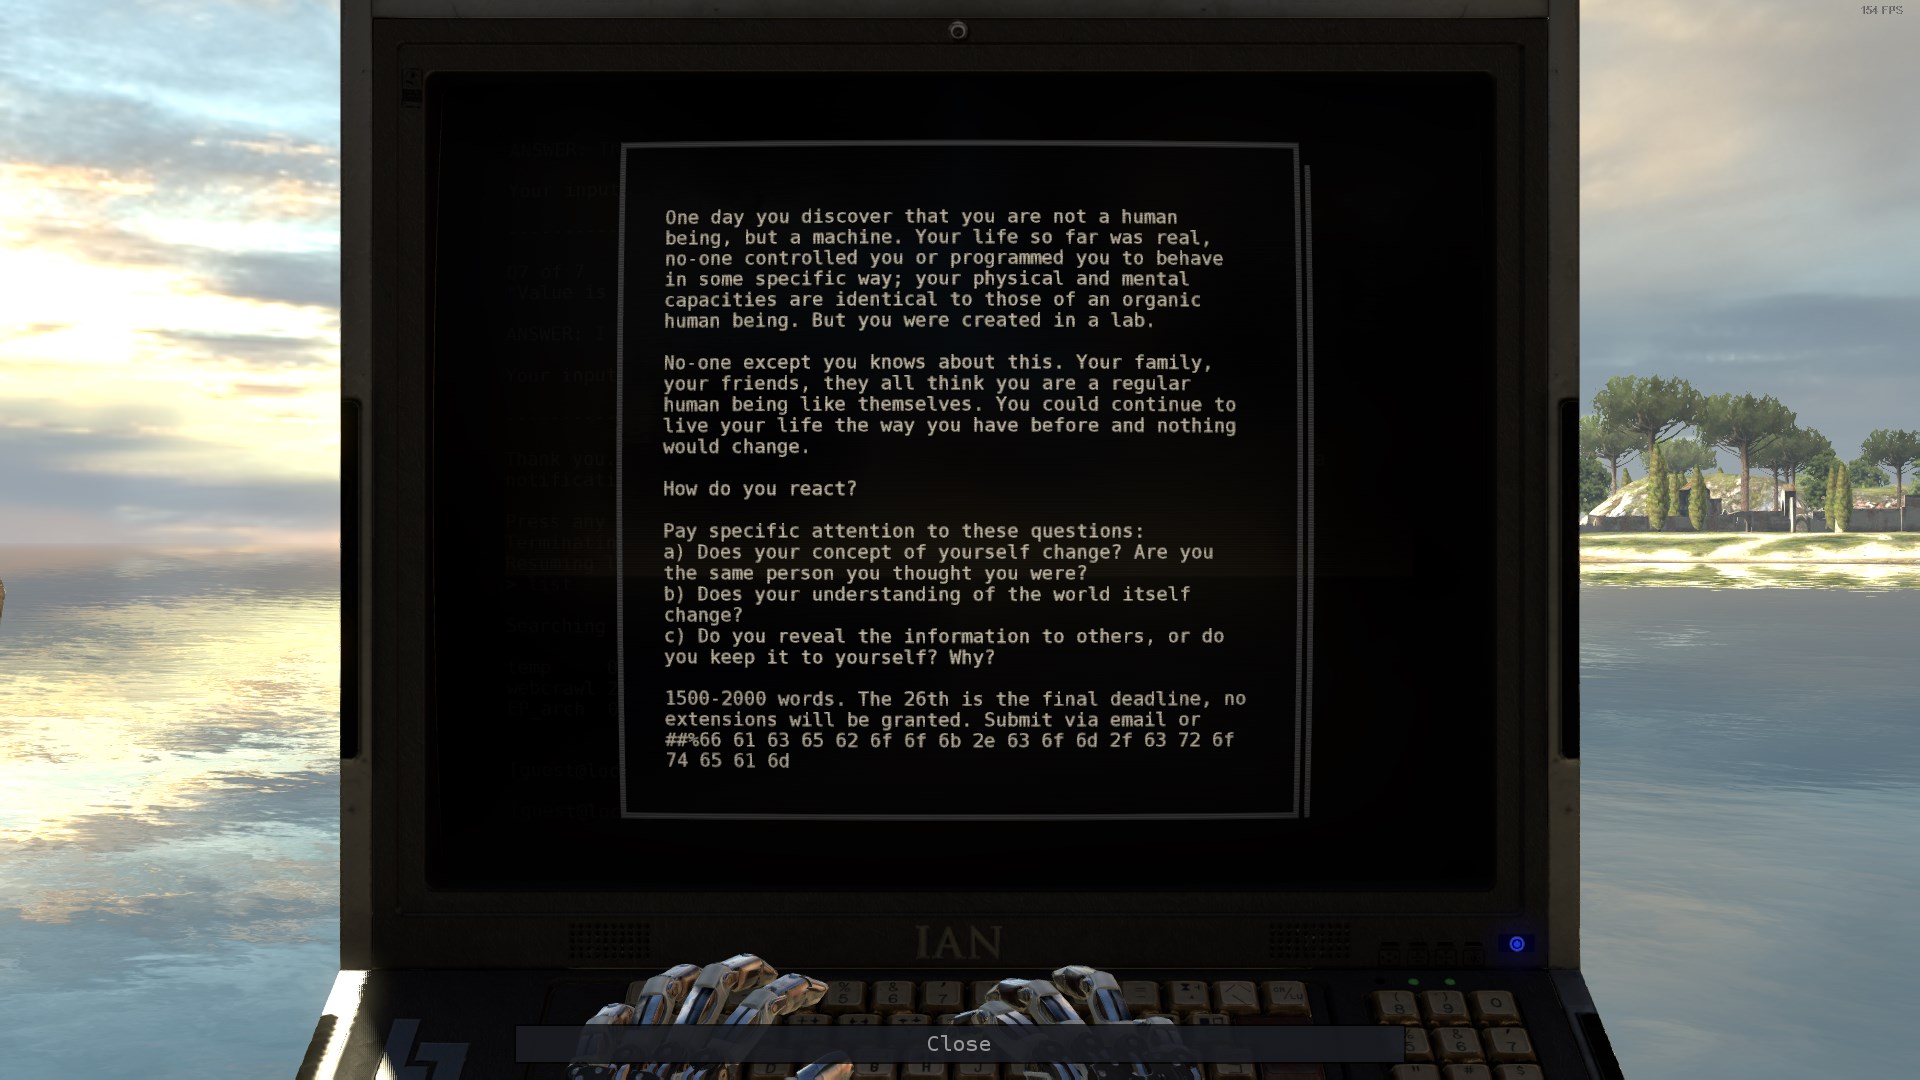 154 FPS
One day you discover that you are not a human
being, but a machine. Your life so far was real,
no-one controlled you or programmed you to behave
in some specific way; your physical and mental
capacities are identical to those of an organic
human being. But you were created in a lab.
No-one except you knows about this. Your family,
your friends, they all think you are a regular
human being like themselves. You could continue to
live your life the way you have before and nothing
would change.
How do you react?
Pay specific attention to these questions:
a) Does your concept of yourself change? Are you
the same person you thought you were?
b) Does your understanding of the world itself
change?
c) Do you reveal the information to others, or do
you keep it to yourself? Why?
1500-2000 words. The 26th is the final deadline, no
extensions will be granted. Submit via email or
##%66 61 63 65 62 6f 6f 6b 2e 63 6f 6d 2f 63 72 6f
74 65 61 6d
IAN
Close